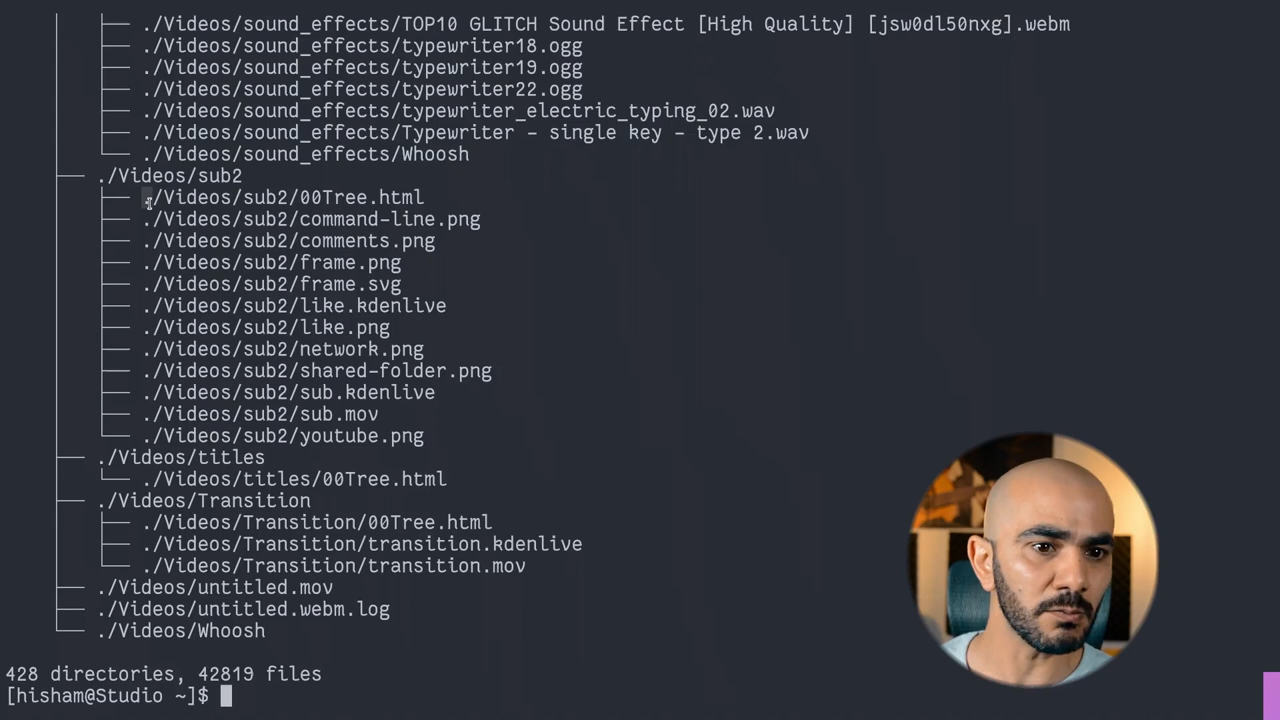 ./Videos/sound_effects/TOP10 GLITCH Sound Effect [High Quality] [jsw0dl50nxg].webm
./Videos/sound_effects/typewriter18.ogg
./Videos/sound_effects/typewriter19.ogg
./Videos/sound_effects/typewriter22.ogg
./Videos/sound_effects/typewriter_electric_typing_02.wav
./Videos/sound_effects/Typewriter - single key - type 2.wav
./Videos/sound_effects/Whoosh
./Videos/sub2
./Videos/sub2/00Tree.html
./Videos/sub2/command-line.png
./Videos/sub2/comments.png
./Videos/sub2/frame.png
./Videos/sub2/frame.svg
./Videos/sub2/like.kdenlive
./Videos/sub2/like.png
./Videos/sub2/network.png
./Videos/sub2/shared-folder.png
./Videos/sub2/sub.kdenlive
./Videos/sub2/sub.mov
./Videos/sub2/youtube.png
./Videos/titles
./Videos/titles/00Tree.html
./Videos/Transition
./Videos/Transition/00Tree.html
./Videos/Transition/transition.kdenlive
./Videos/Transition/transition.mov
./Videos/untitled.mov
./Videos/untitled.webm.log
./Videos/Whoosh
428 directories, 42819 files
[hisham@Studio ~]$